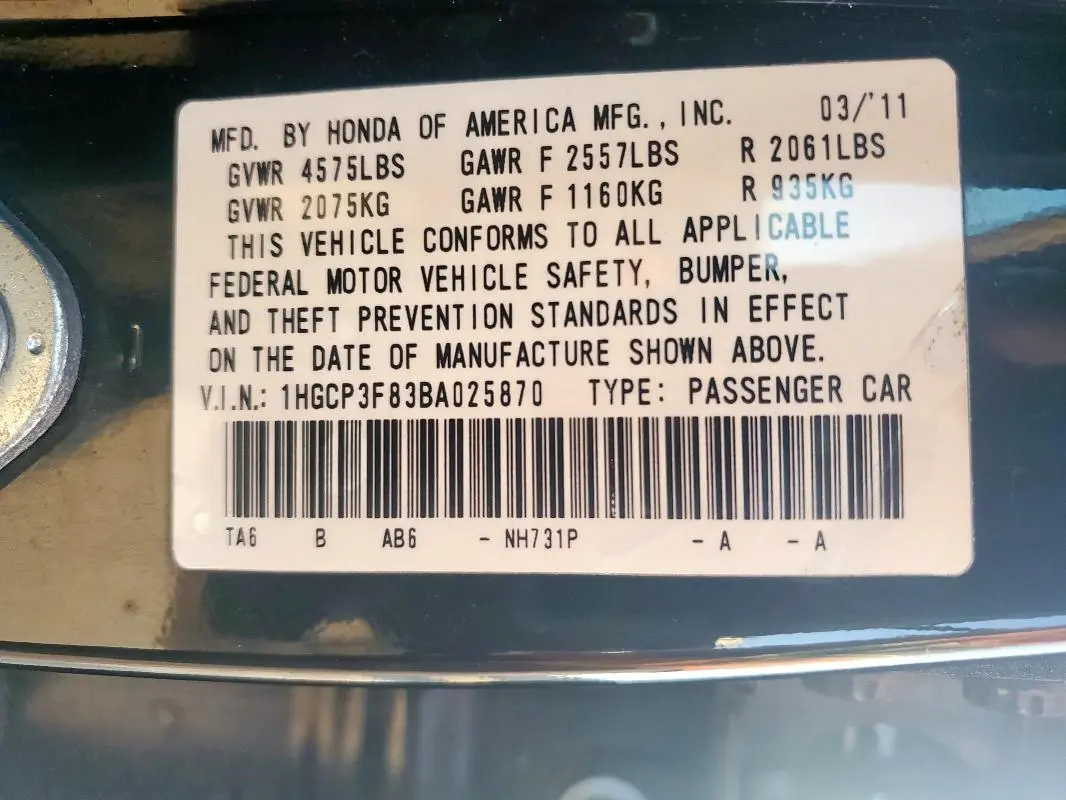 MFD. BY HONDA OF AMERICA MFG., INC. 03/'11
GVWR 4575LBS GAWR F 2557LBS R 2061LBS
GVWR 2075KG GAWR F 1160KG R 935KG
THIS VEHICLE CONFORMS TO ALL APPLICABLE
FEDERAL MOTOR VEHICLE SAFETY, BUMPER,
AND THEFT PREVENTION STANDARDS IN EFFECT
ON THE DATE OF MANUFACTURE SHOWN ABOVE.
V.I.N.: 1HGCP3F83BA025870 TYPE: PASSENGER CAR
TA6 B AB6 - NH731P - A - A